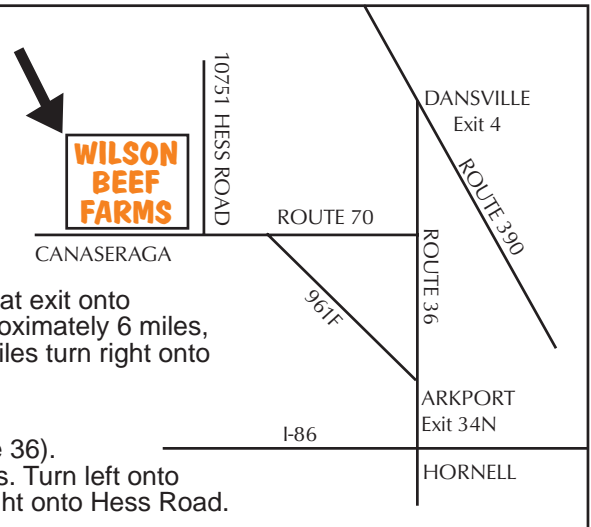 WILSON
BEEF
FARMS
10751 HESS ROAD
DANSVILLE
Exit 4
ROUTE 390
ROUTE 70
CANASERAGA
ROUTE 36
961F
at exit onto
oximately 6 miles,
iles turn right onto
ARKPORT
Exit 34N
I-86
HORNELL
36).
s. Turn left onto
ht onto Hess Road.